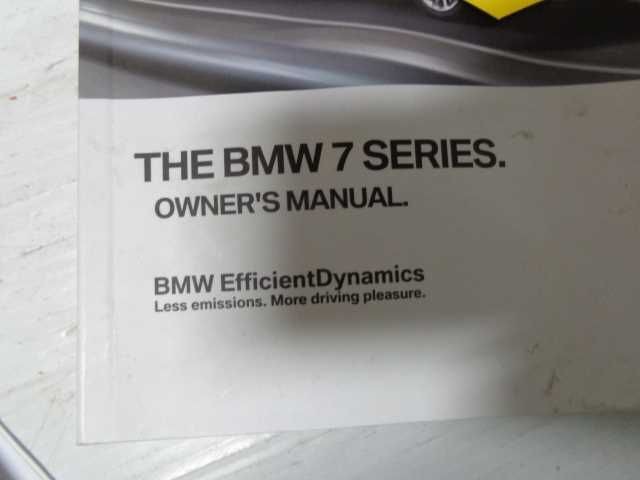 THE BMW 7 SERIES.
OWNER'S MANUAL.
BMW EfficientDynamics
Less emissions. More driving pleasure.